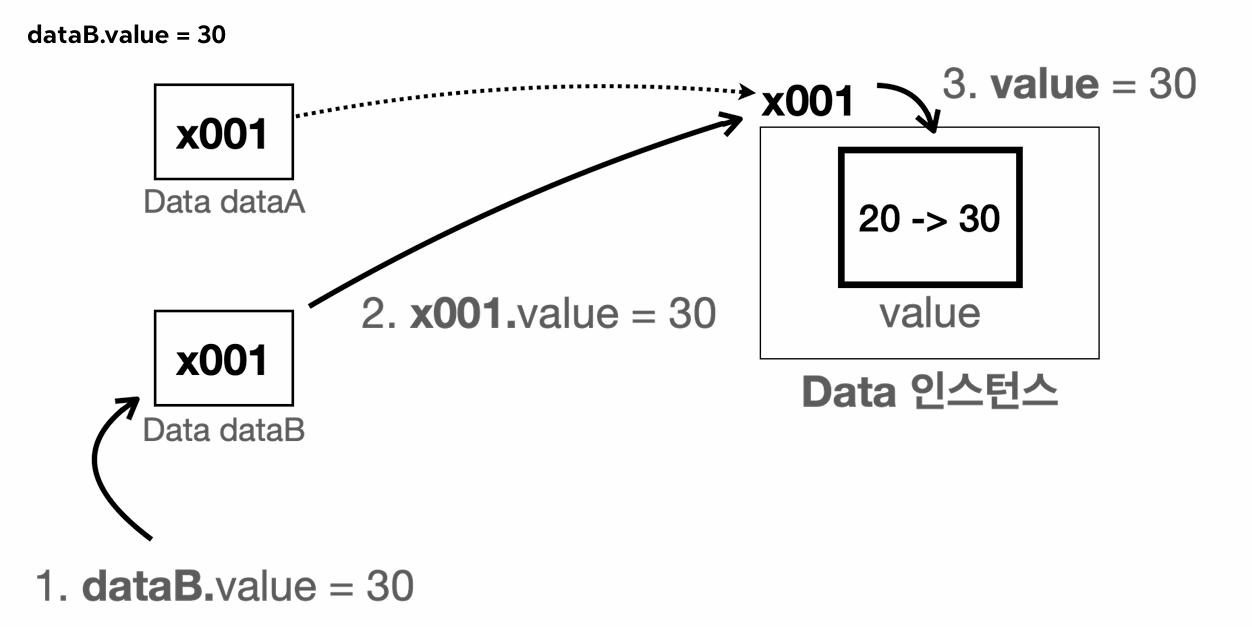 dataB.value = 30
x001
Data dataA
x001
3. value = 30
20 -> 30
value
Data 인스턴스
2. x001.value = 30
x001
Data dataB
1. dataB.value = 30